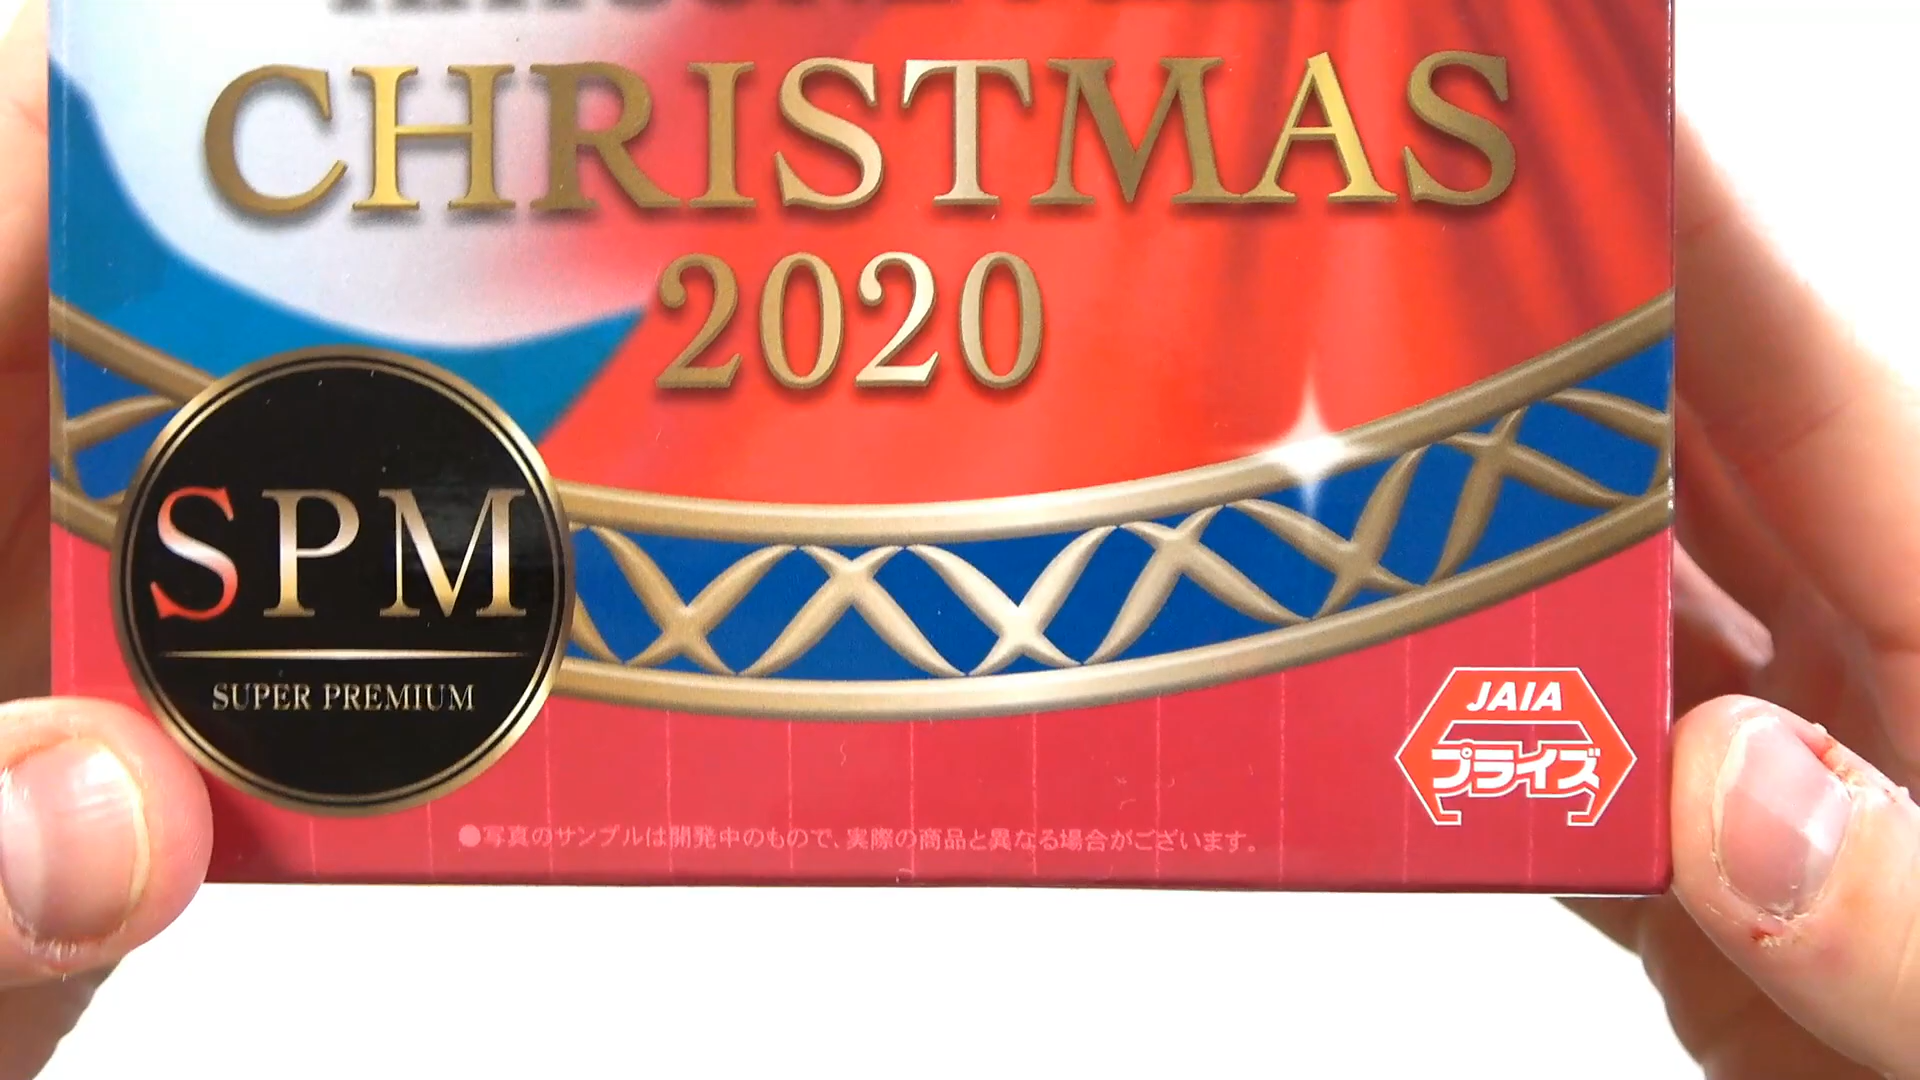 CHRISTMAS
2020
SPM
SUPER PREMIUM
JAIA
プライズ
●写真のサンプルは開発中のもので、実際の商品と異なる場合がございます。